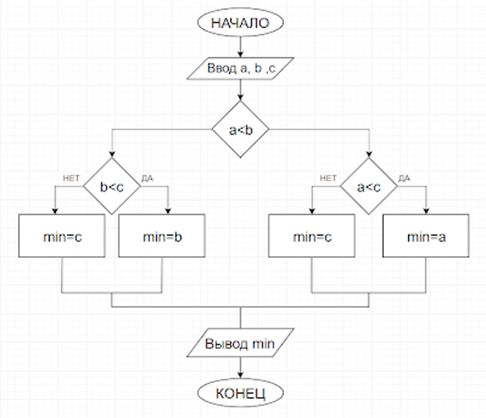 НАЧАЛО
Ввод a, b ,c
a<b
НЕТ
b<c
ДА
НЕТ
a<c
ДА
min=c
min=b
min=c
min=a
Вывод min
КОНЕЦ